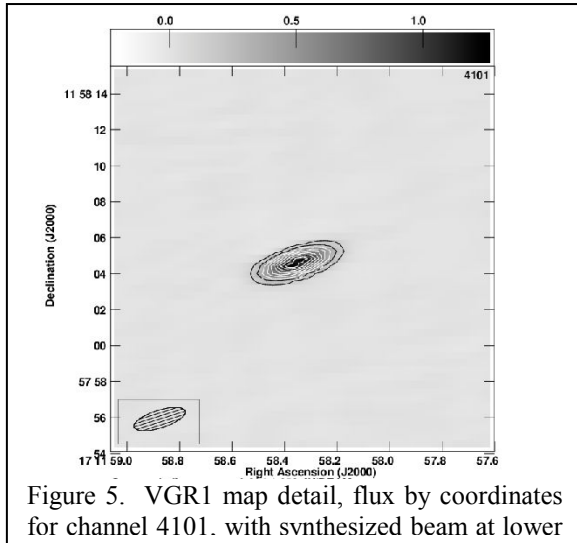 0.0 0.5 1.0
4101
11 58 14
12
10
08
06
04
02
00
57 58
56
54
Declination (J2000)
17 11 59.0 58.8 58.6 58.4 58.2 58.0 57.8 57.6
Right Ascension (J2000)
Figure 5. VGR1 map detail, flux by coordinates
for channel 4101, with synthesized beam at lower